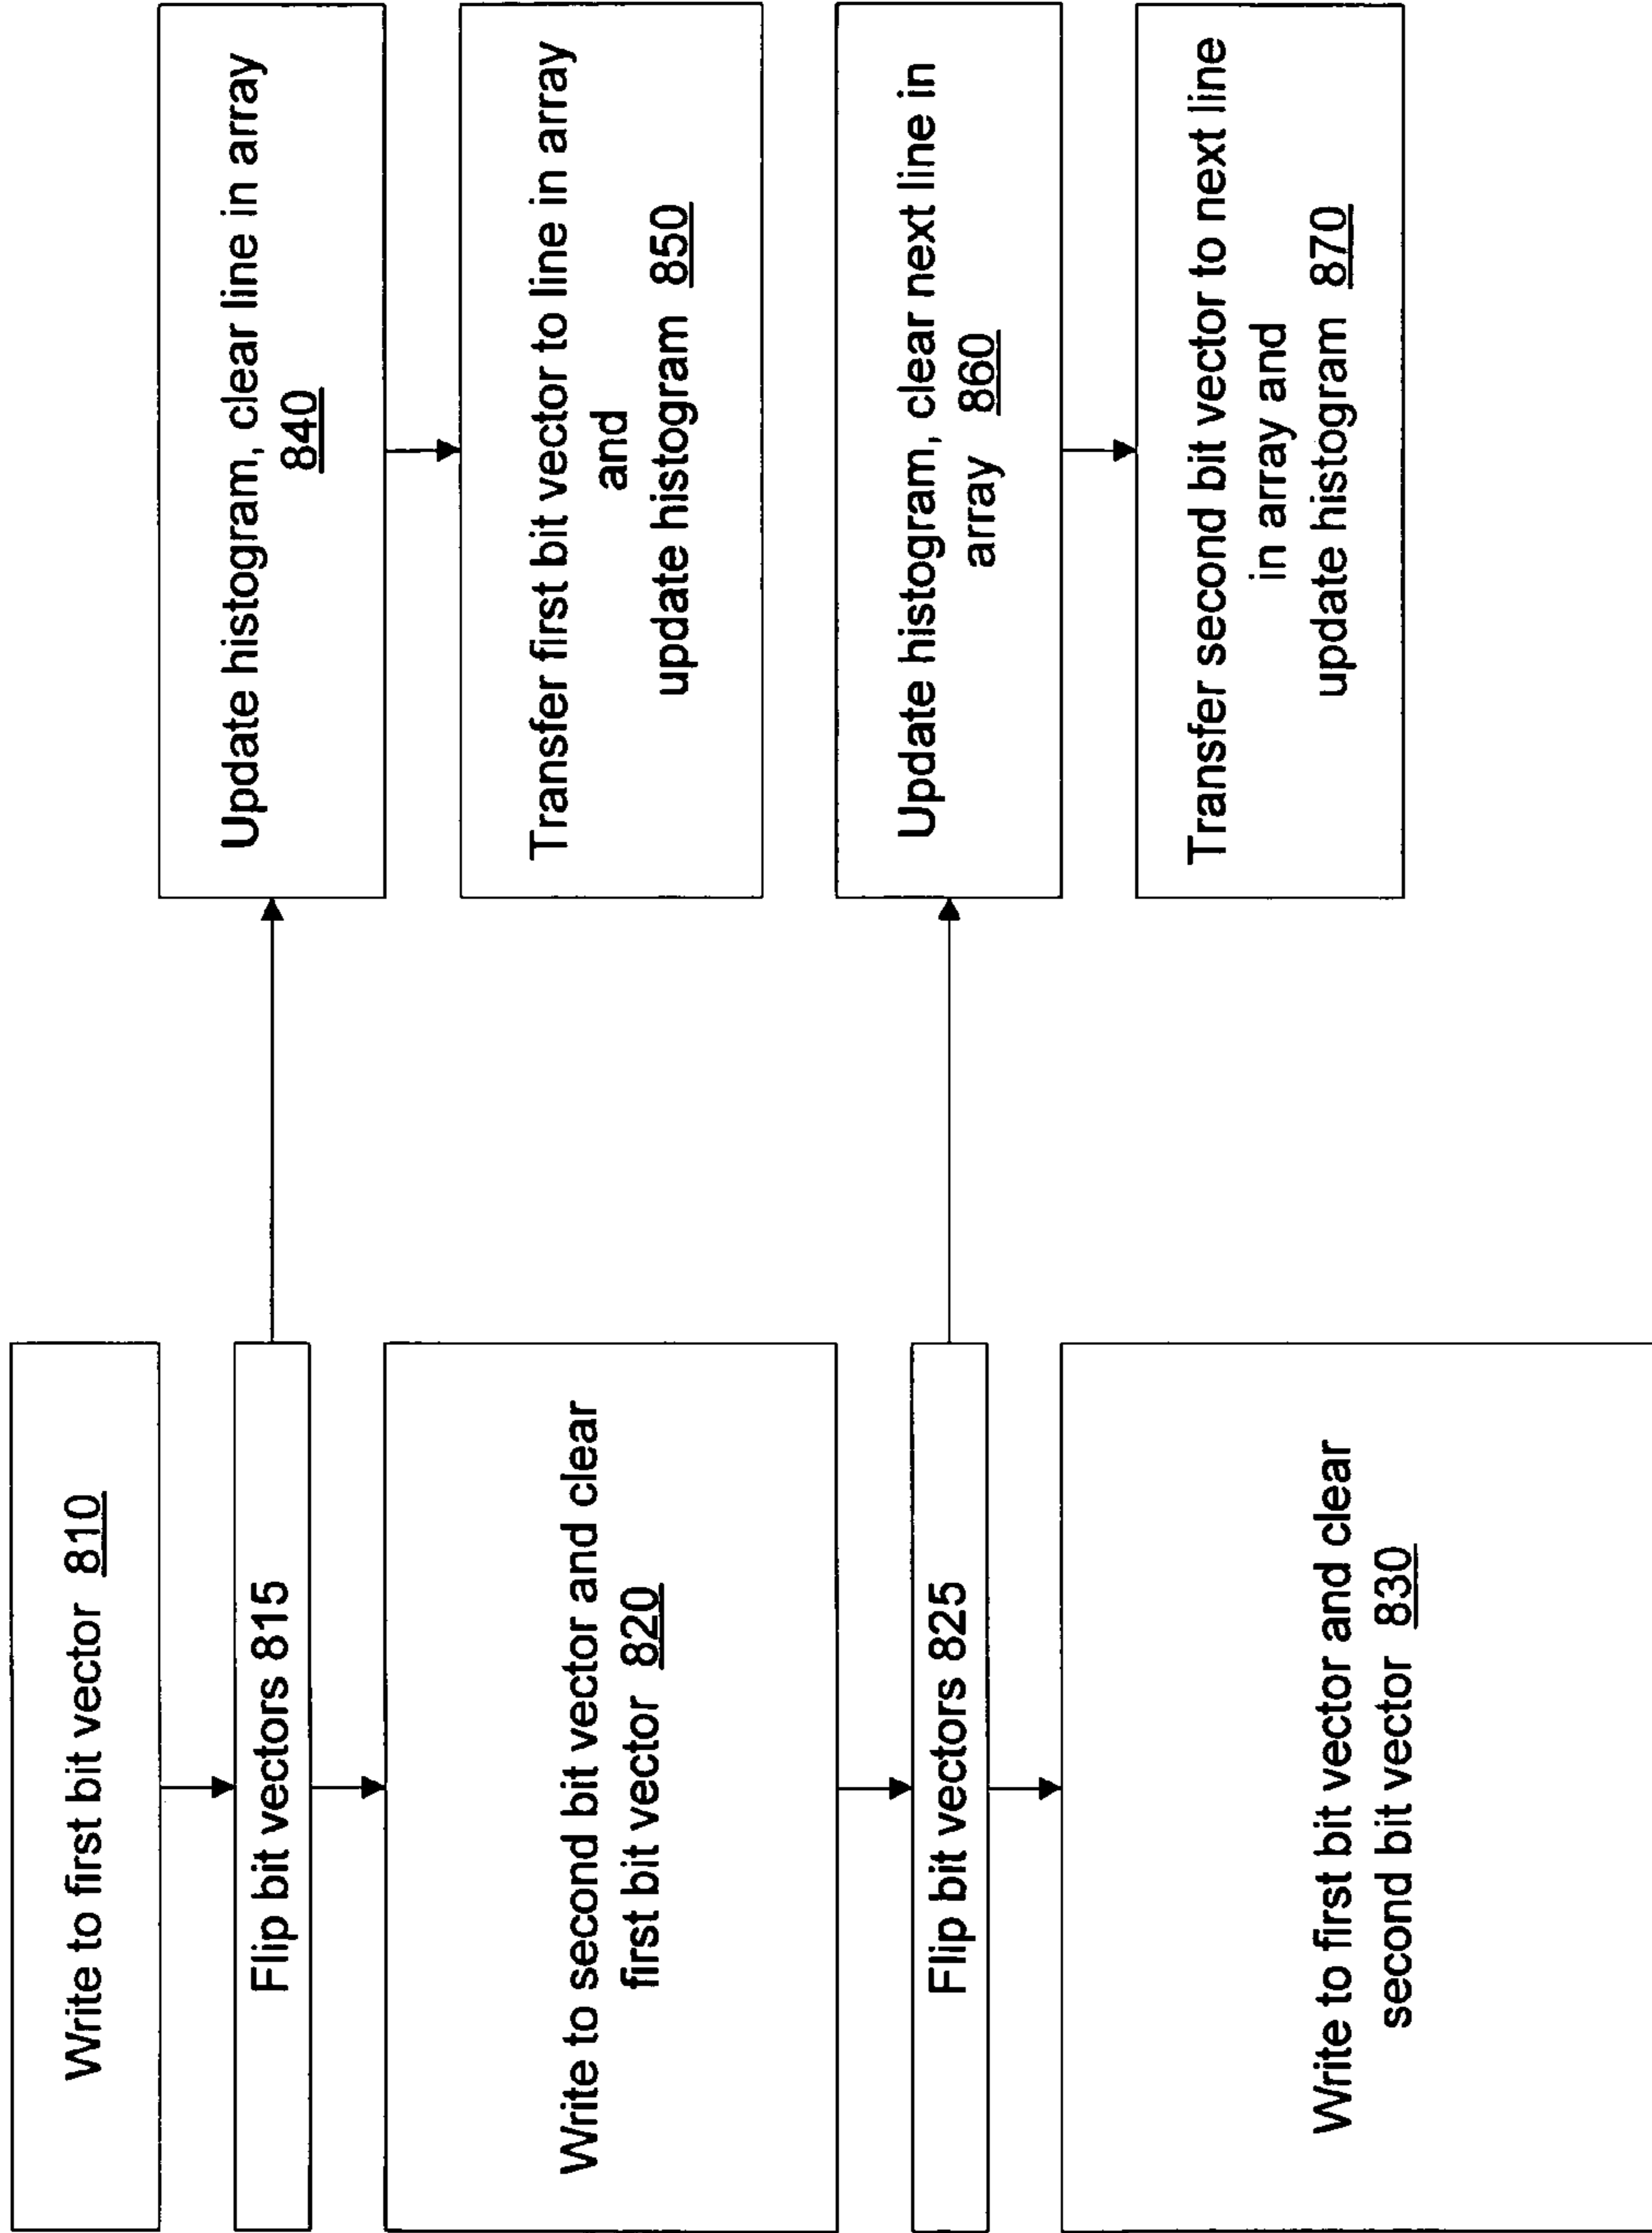 Write to first bit vector 810
Flip bit vectors 815
Write to second bit vector and clear
first bit vector 820
Flip bit vectors 825
Write to first bit vector and clear
second bit vector 830
Update histogram, clear line in array
840
Transfer first bit vector to line in array
and
update histogram 850
Update histogram, clear next line in
array 860
Transfer second bit vector to next line
in array and
update histogram 870